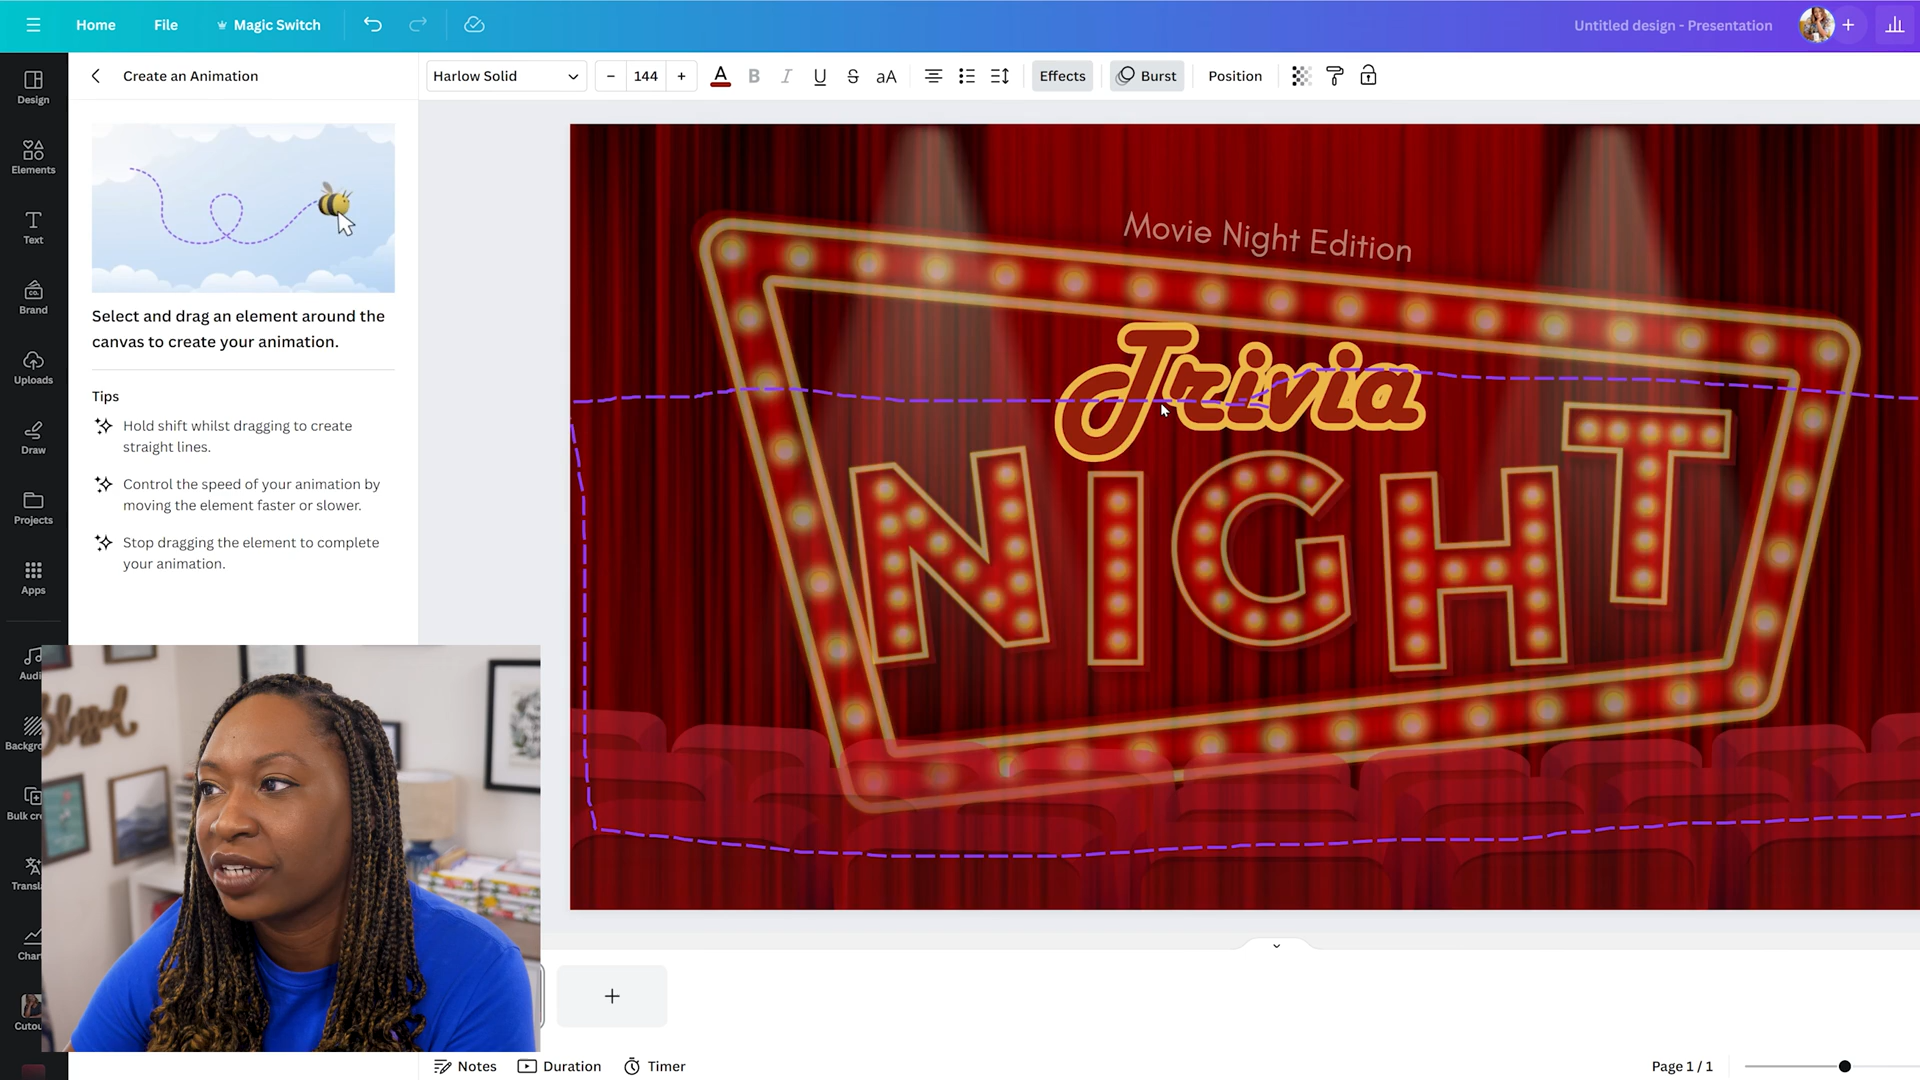 Home File Magic Switch Untitled design - Presentation
Design
Elements
Text
Brand
CO.
Uploads
Draw
Projects
Apps
Create an Animation
Select and drag an element around the
canvas to create your animation.
Tips
Hold shift whilst dragging to create
straight lines.
Control the speed of your animation by
moving the element faster or slower.
Stop dragging the element to complete
your animation.
Harlow Solid 144 A B I U S aA Effects Burst Position
Movie Night Edition
Trivia
NIGHT
Blessed
Notes Duration Timer Page 1 / 1